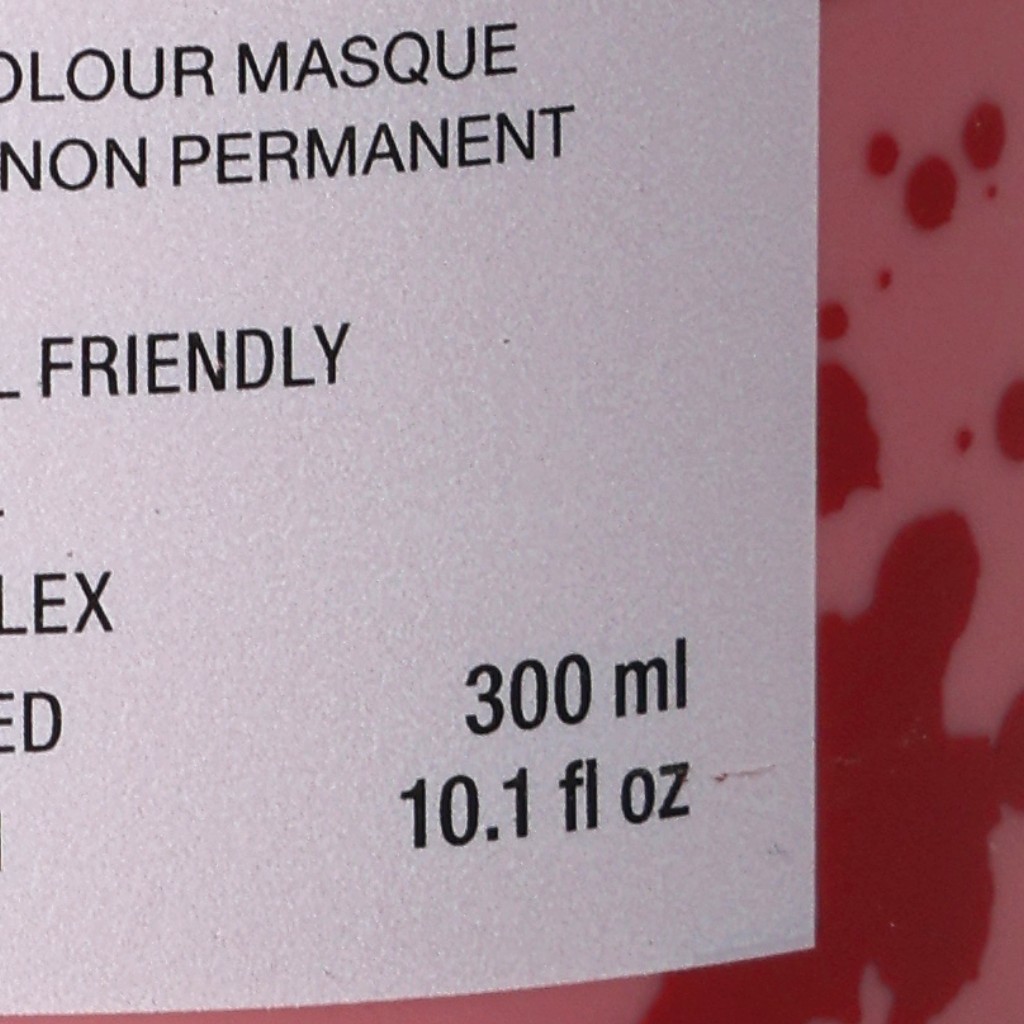 OLOUR MASQUE
NON PERMANENT
FRIENDLY
LEX
ED
300 ml
10.1 fl oz